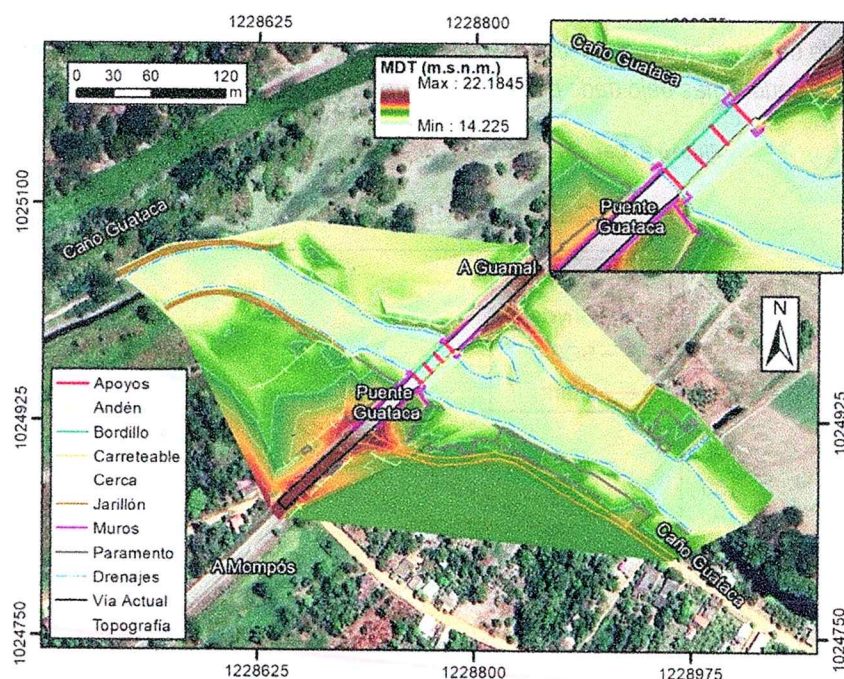 1228625
1228800
0 30 60 120
m
MDT (m.s.n.m.)
Max : 22.1845
Min : 14.225
Caño Guataca
Puente
Guataca
1025100
Caño Guataca
A Guamal
N
Apoyos
Andén
Bordillo
Carreteable
Cerca
Jarillón
Muros
Paramento
Drenajes
Vía Actual
Topografía
Puente
Guataca
1024925
1024925
A Mompós
Caño Guataca
1024750
1024750
1228625
1228800
1228975